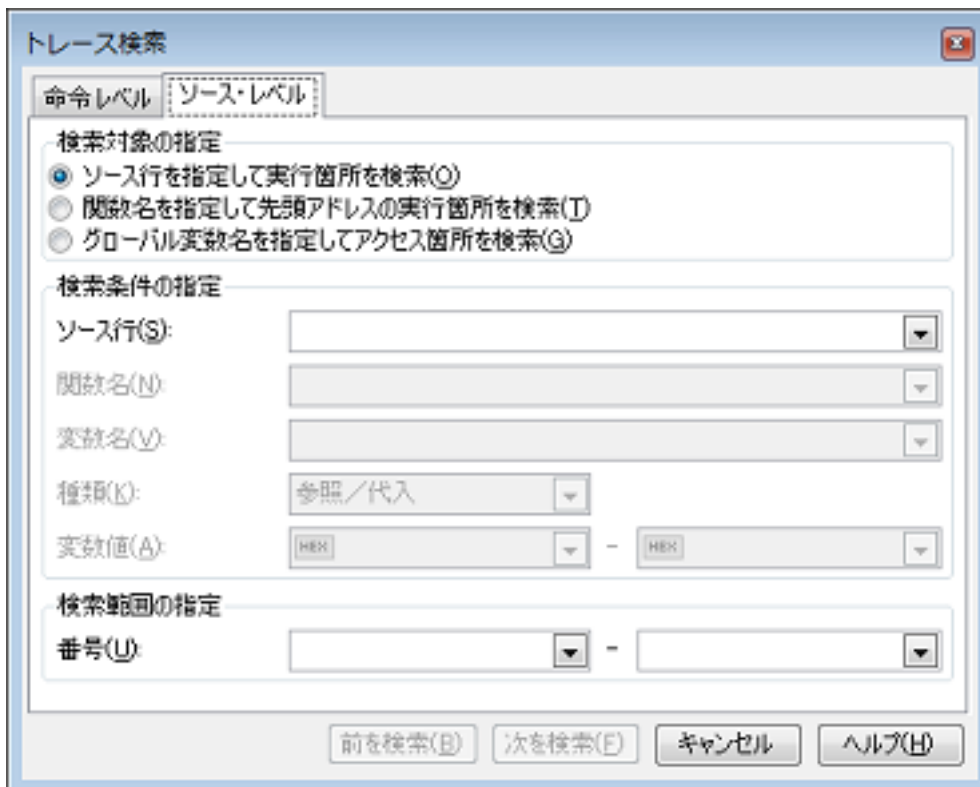 トレース検索
命令レベル ソース・レベル
検索対象の指定
ソース行を指定して実行箇所を検索(O)
関数名を指定して先頭アドレスの実行箇所を検索(T)
グローバル変数名を指定してアクセス箇所を検索(G)
検索条件の指定
ソース行(S):
関数名(N):
変数名(V):
種類(K): 参照／代入
変数値(A): HEX - HEX
検索範囲の指定
番号(U): -
前を検索(B) 次を検索(F) キャンセル ヘルプ(H)